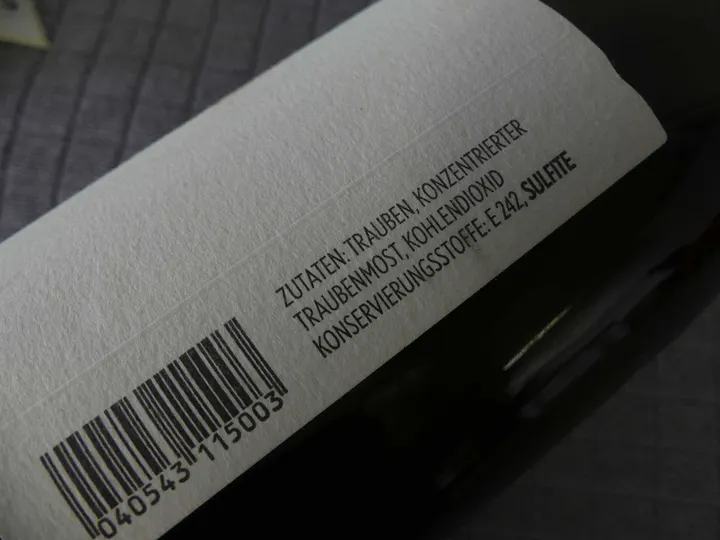 ZUTATEN: TRAUBEN, KONZENTRIERTER
TRAUBENMOST, KOHLENDIOXID
KONSERVIERUNGSSTOFFE: E 242, SULFITE
040543 115003